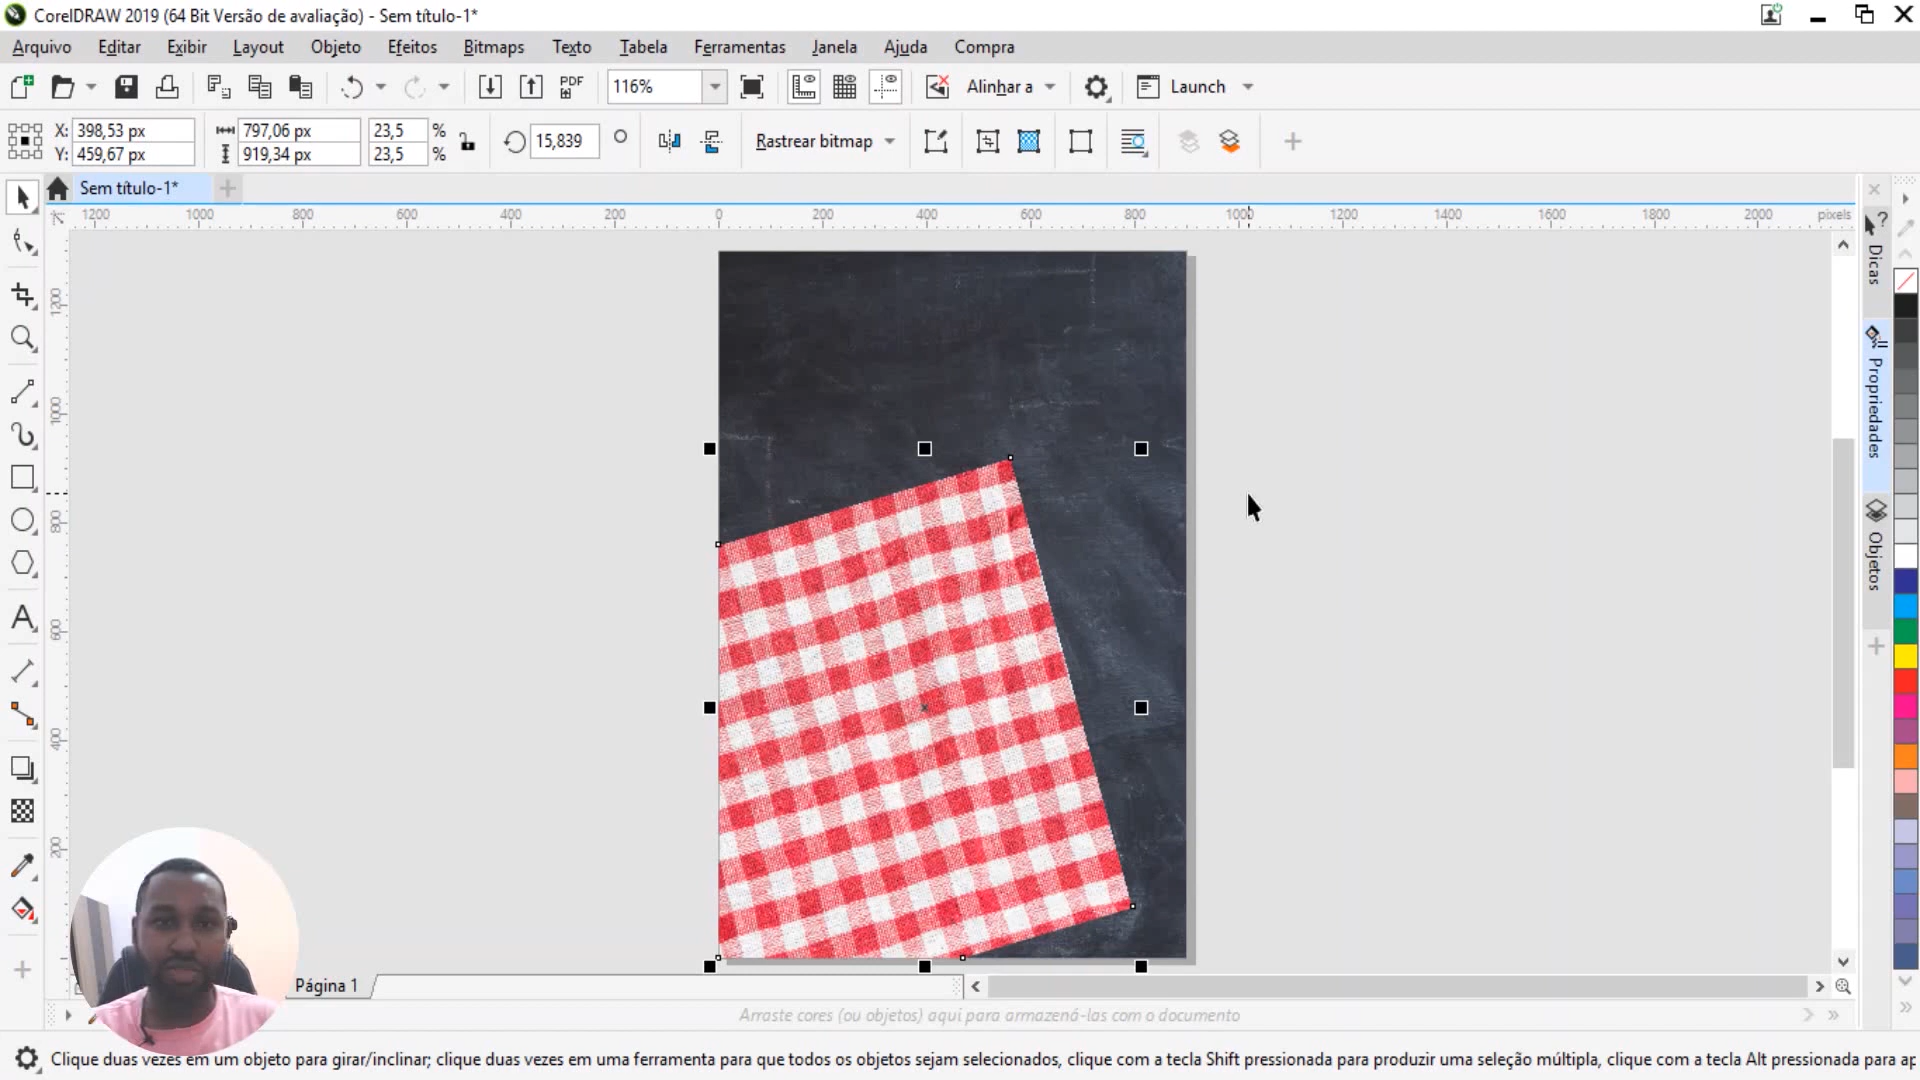 CorelDRAW 2019 (64 Bit Versão de avaliação) - Sem título-1*
Arquivo Editar Exibir Layout Objeto Efeitos Bitmaps Texto Tabela Ferramentas Janela Ajuda Compra
PDF 116% Alinhar a Launch
X: 398,53 px 797,06 px 23,5 % 15,839 Rastrear bitmap
Y: 459,67 px 919,34 px 23,5 %
Sem título-1*
1200 1000 800 600 400 200 0 200 400 600 800 1000 1200 1400 1600 1800 2000 pixels
1200
1000
800
600
400
200
Dicas
Propriedades
Objetos
Página 1
Arraste cores (ou objetos) aqui para armazená-las com o documento
Clique duas vezes em um objeto para girar/inclinar; clique duas vezes em uma ferramenta para que todos os objetos sejam selecionados, clique com a tecla Shift pressionada para produzir uma seleção múltipla, clique com a tecla Alt pressionada para ap